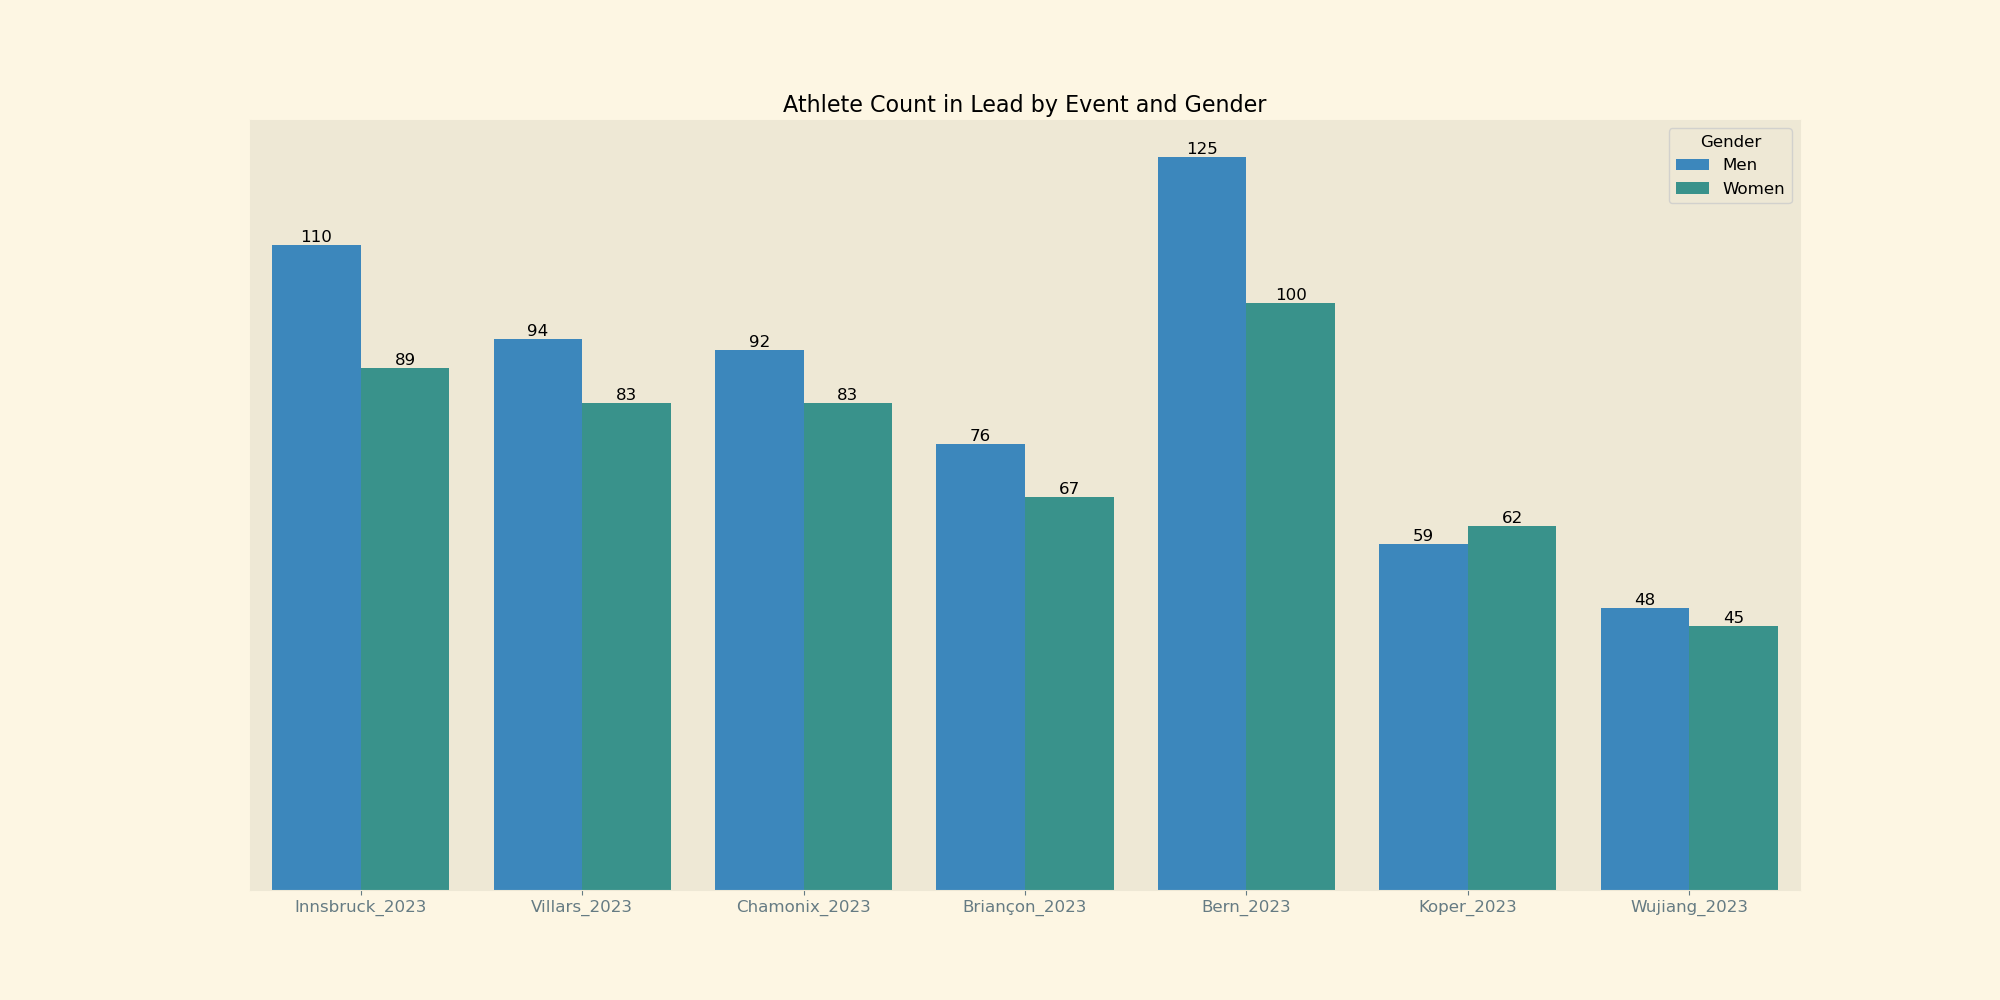 Athlete Count in Lead by Event and Gender
Gender
Men
Women
110
89
94
83
92
83
76
67
125
100
59
62
48
45
Innsbruck_2023
Villars_2023
Chamonix_2023
Briançon_2023
Bern_2023
Koper_2023
Wujiang_2023